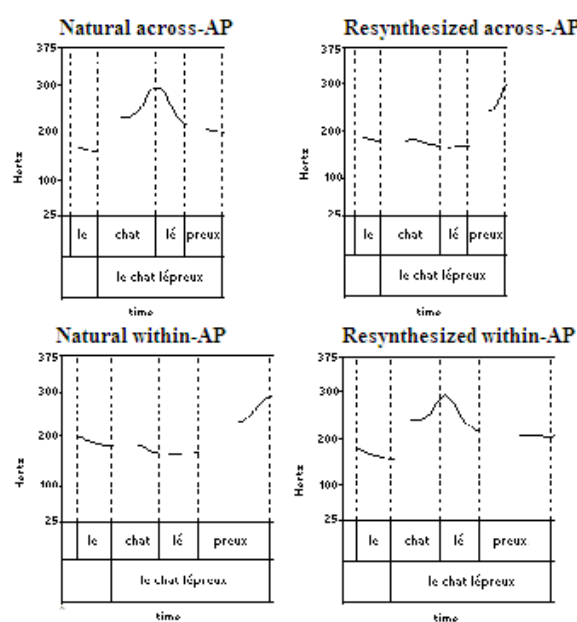 Natural across-AP
375
300
200
100
25
Hertz
le chat lé preux
le chat lépreux
time
Resynthesized across-AP
375
300
200
100
25
Hertz
le chat lé preux
le chat lépreux
time
Natural within-AP
375
300
200
100
25
Hertz
le chat lé preux
le chat lépreux
time
Resynthesized within-AP
375
300
200
100
25
Hertz
le chat lé preux
le chat lépreux
time